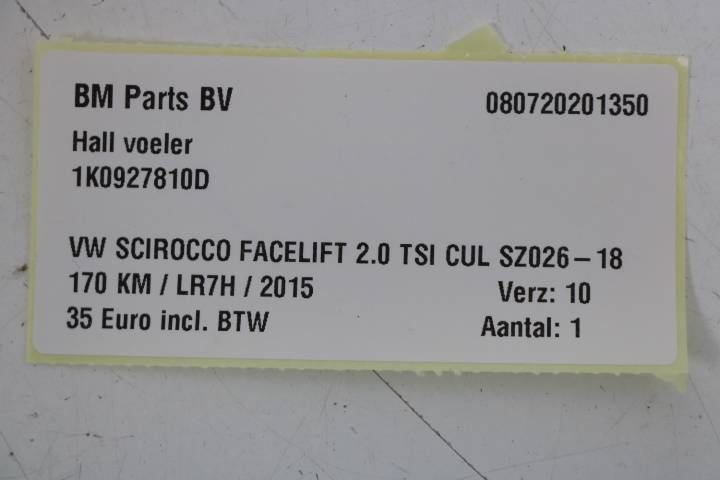 BM Parts BV 080720201350
Hall voeler
1K0927810D
VW SCIROCCO FACELIFT 2.0 TSI CUL SZ026-18
170 KM / LR7H / 2015 Verz: 10
35 Euro incl. BTW Aantal: 1